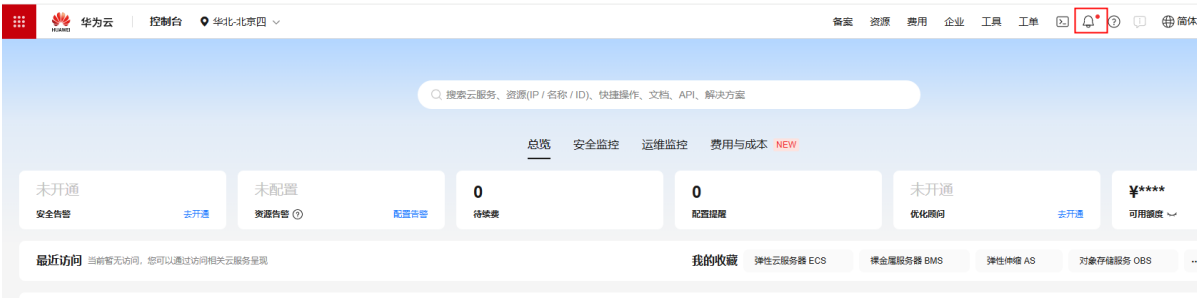 HUAWEI 华为云 控制台 华北-北京四 备案 资源 费用 企业 工具 工单 简体
搜索云服务、资源(IP / 名称 / ID)、快捷操作、文档、API、解决方案
总览 安全监控 运维监控 费用与成本 NEW
未开通 未配置 0 0 未开通 ¥****
安全告警 去开通 资源告警 配置告警 待续费 配置提醒 优化顾问 去开通 可用额度
最近访问 当前暂无访问，您可以通过访问相关云服务呈现 我的收藏 弹性云服务器 ECS 裸金属服务器 BMS 弹性伸缩 AS 对象存储服务 OBS ...